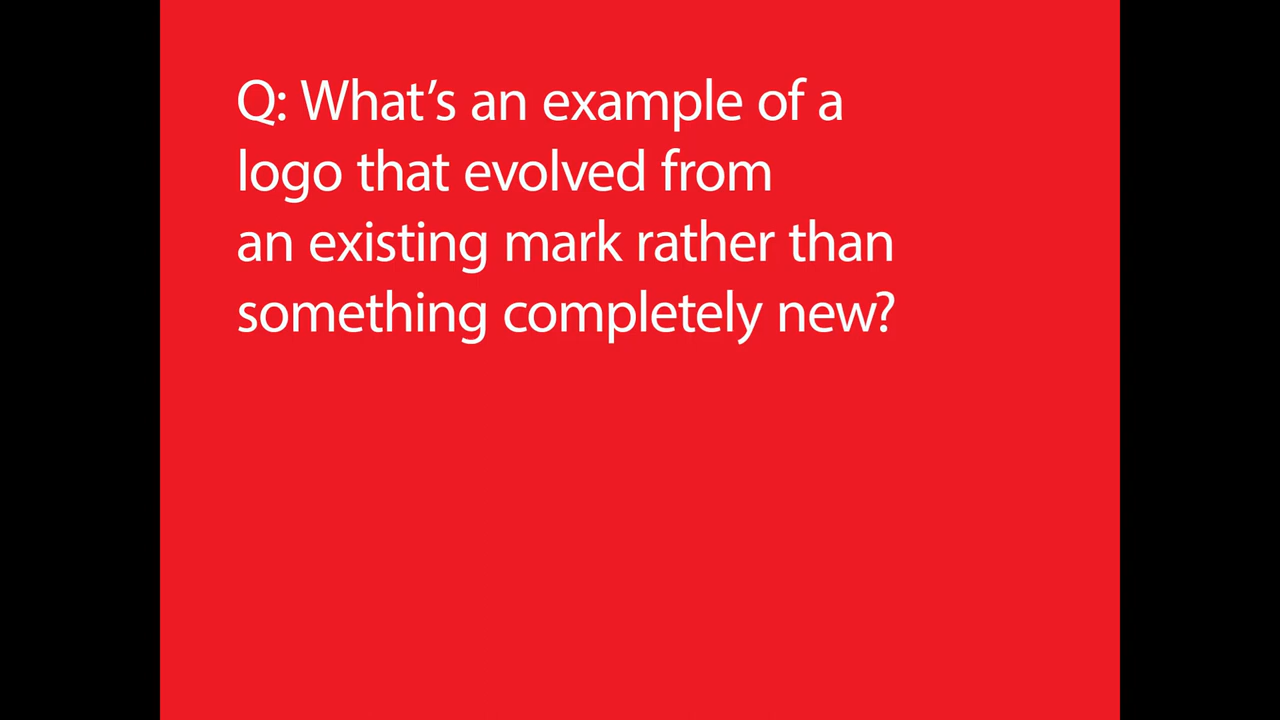 Q: What’s an example of a
logo that evolved from
an existing mark rather than
something completely new?